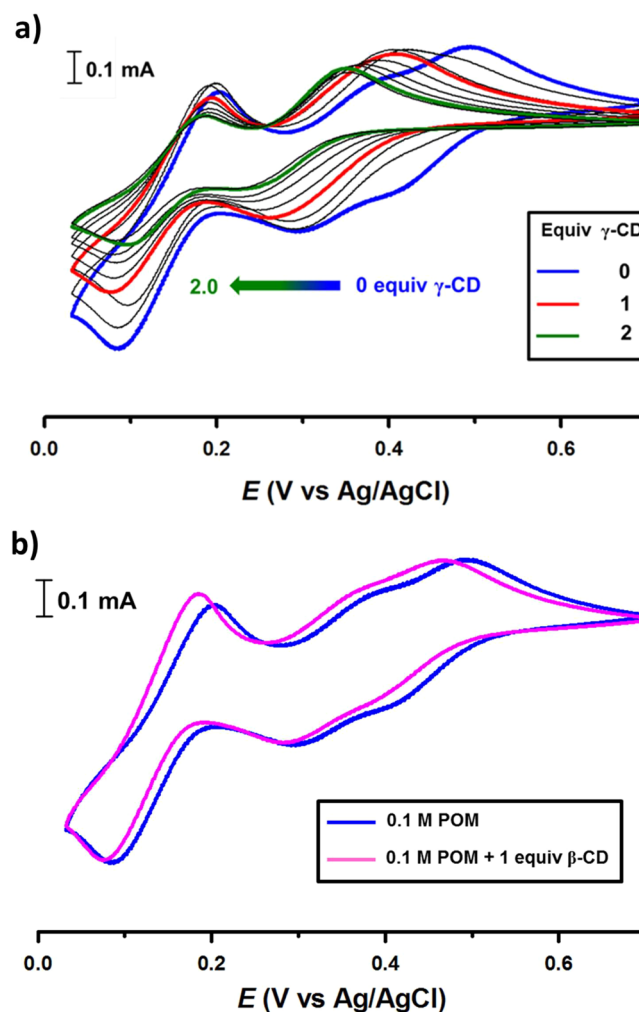 a)
0.1 mA
Equiv γ-CD
0
1
2
2.0
0 equiv γ-CD
0.0
0.2
0.4
0.6
E (V vs Ag/AgCl)
b)
0.1 mA
0.1 M POM
0.1 M POM + 1 equiv β-CD
0.0
0.2
0.4
0.6
E (V vs Ag/AgCl)